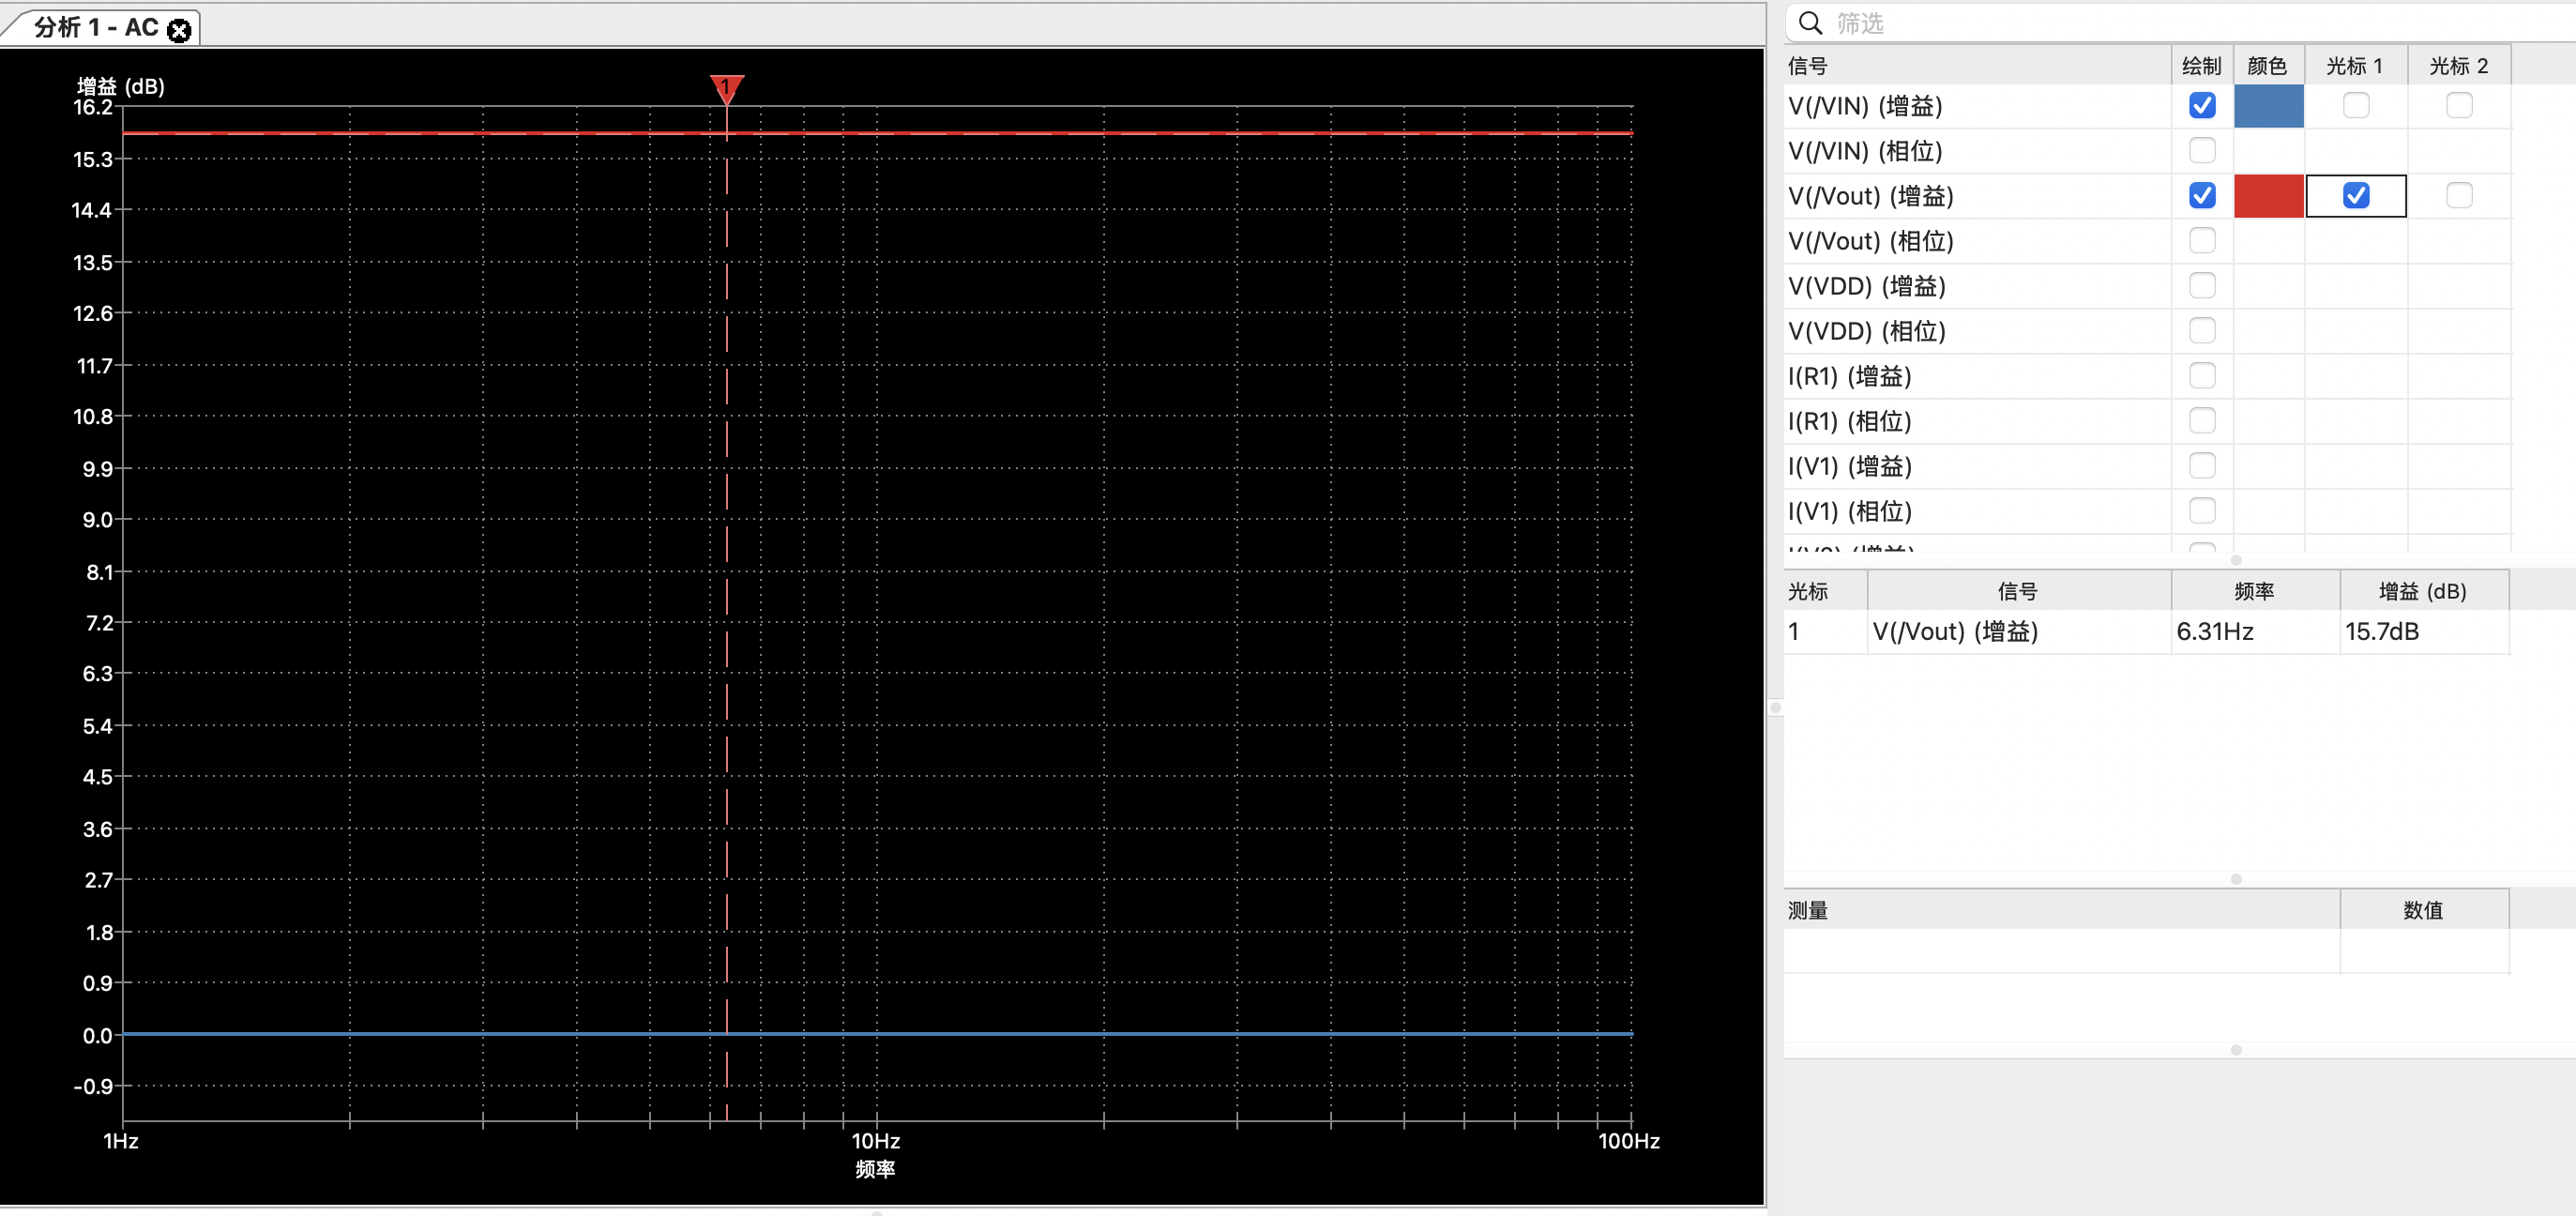 分析 1 - AC
增益 (dB)
1
16.2
15.3
14.4
13.5
12.6
11.7
10.8
9.9
9.0
8.1
7.2
6.3
5.4
4.5
3.6
2.7
1.8
0.9
0.0
-0.9
1Hz 10Hz 100Hz
频率
筛选
信号 绘制 颜色 光标 1 光标 2
V(/VIN) (增益)
V(/VIN) (相位)
V(/Vout) (增益)
V(/Vout) (相位)
V(VDD) (增益)
V(VDD) (相位)
I(R1) (增益)
I(R1) (相位)
I(V1) (增益)
I(V1) (相位)
光标 信号 频率 增益 (dB)
1 V(/Vout) (增益) 6.31Hz 15.7dB
测量 数值